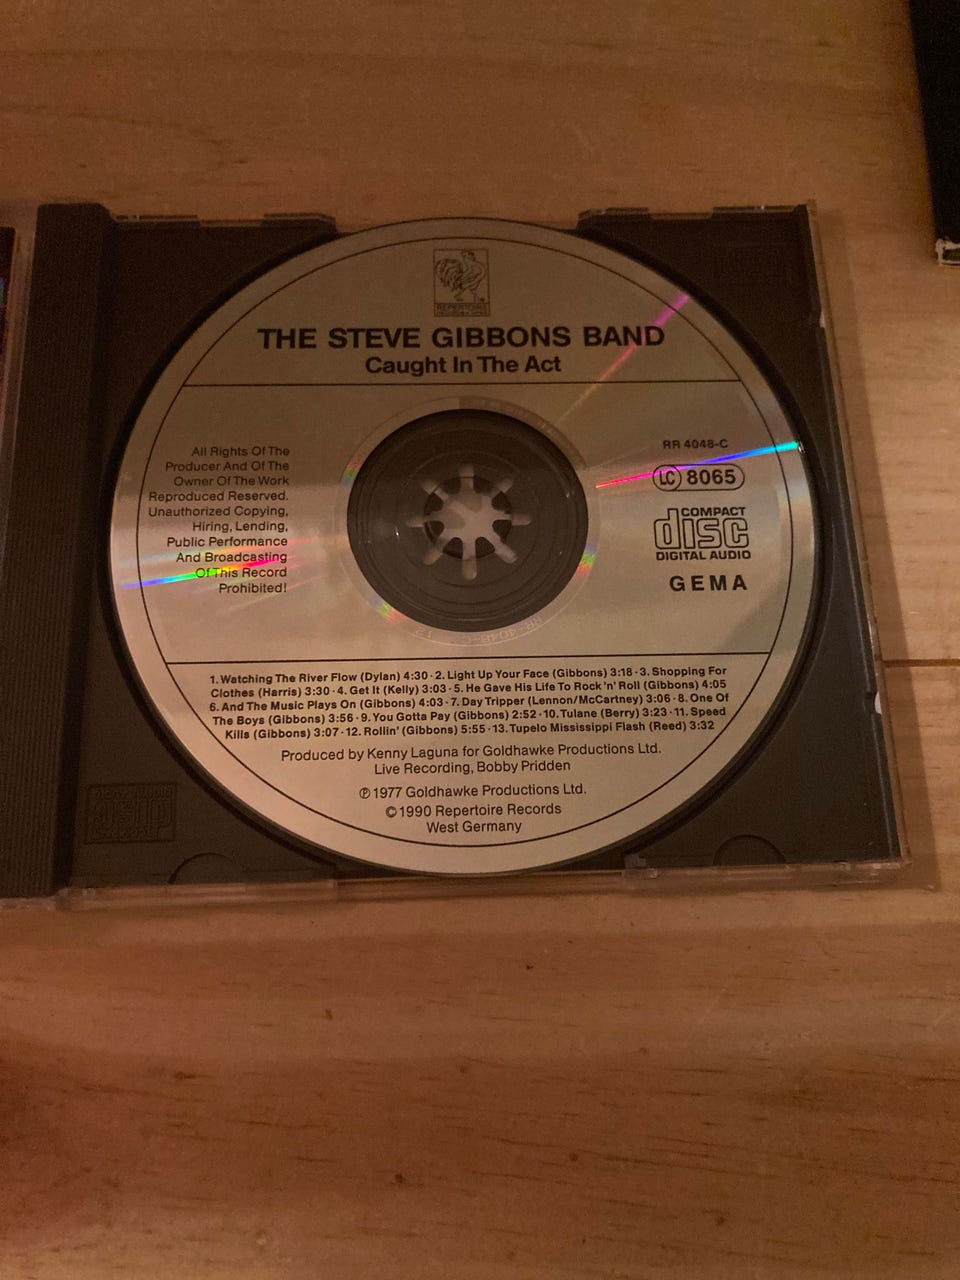 REPERTOIRE
THE STEVE GIBBONS BAND
Caught In The Act
All Rights Of The
Producer And Of The
Owner Of The Work
Reproduced Reserved.
Unauthorized Copying,
Hiring, Lending,
Public Performance
And Broadcasting
Of This Record
Prohibited!
RR 4048-C
LC 8065
COMPACT
disc
DIGITAL AUDIO
GEMA
1. Watching The River Flow (Dylan) 4:30 · 2. Light Up Your Face (Gibbons) 3:18 · 3. Shopping For
Clothes (Harris) 3:30 · 4. Get It (Kelly) 3:03 · 5. He Gave His Life To Rock 'n' Roll (Gibbons) 4:05
6. And The Music Plays On (Gibbons) 4:03 · 7. Day Tripper (Lennon/McCartney) 3:06 · 8. One Of
The Boys (Gibbons) 3:56 · 9. You Gotta Pay (Gibbons) 2:52 · 10. Tulane (Berry) 3:23 · 11. Speed
Kills (Gibbons) 3:07 · 12. Rollin' (Gibbons) 5:55 · 13. Tupelo Mississippi Flash (Reed) 3:32
Produced by Kenny Laguna for Goldhawke Productions Ltd.
Live Recording, Bobby Pridden
℗ 1977 Goldhawke Productions Ltd.
© 1990 Repertoire Records
West Germany